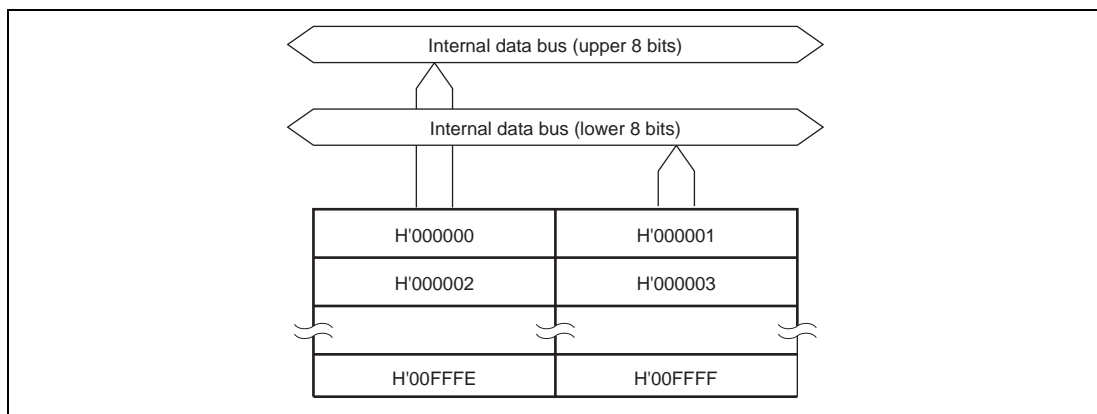 Internal data bus (upper 8 bits)
Internal data bus (lower 8 bits)
H'000000 H'000001
H'000002 H'000003
H'00FFFE H'00FFFF